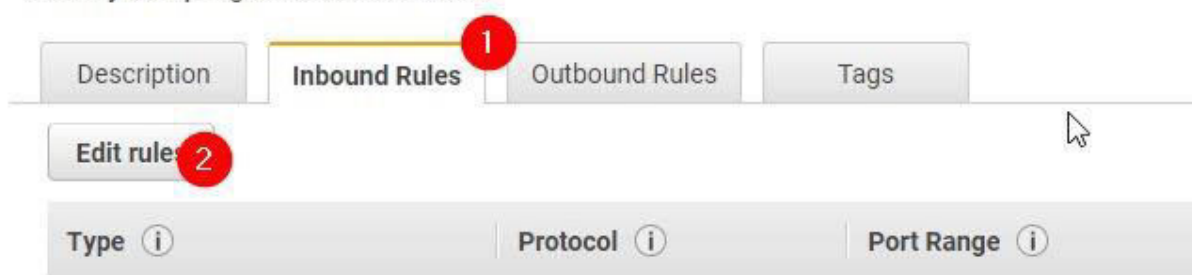 1
Description Inbound Rules Outbound Rules Tags
Edit rules 2
Type i Protocol i Port Range i